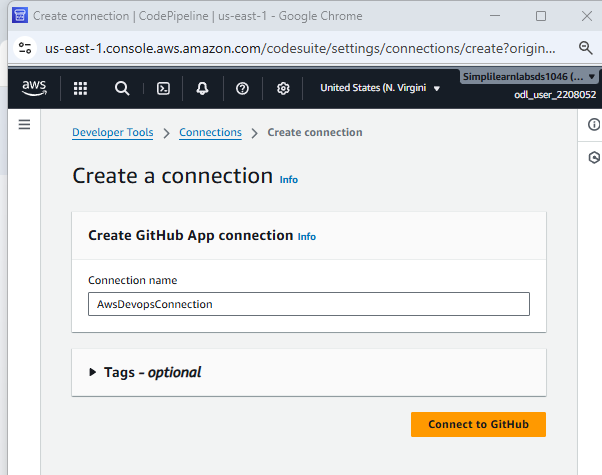 Create connection | CodePipeline | us-east-1 - Google Chrome
us-east-1.console.aws.amazon.com/codesuite/settings/connections/create?origin...
aws
United States (N. Virgini
Simplilearnlabsds1046 (...
odl_user_2208052
Developer Tools > Connections > Create connection
Create a connection Info
Create GitHub App connection Info
Connection name
AwsDevopsConnection
Tags - optional
Connect to GitHub